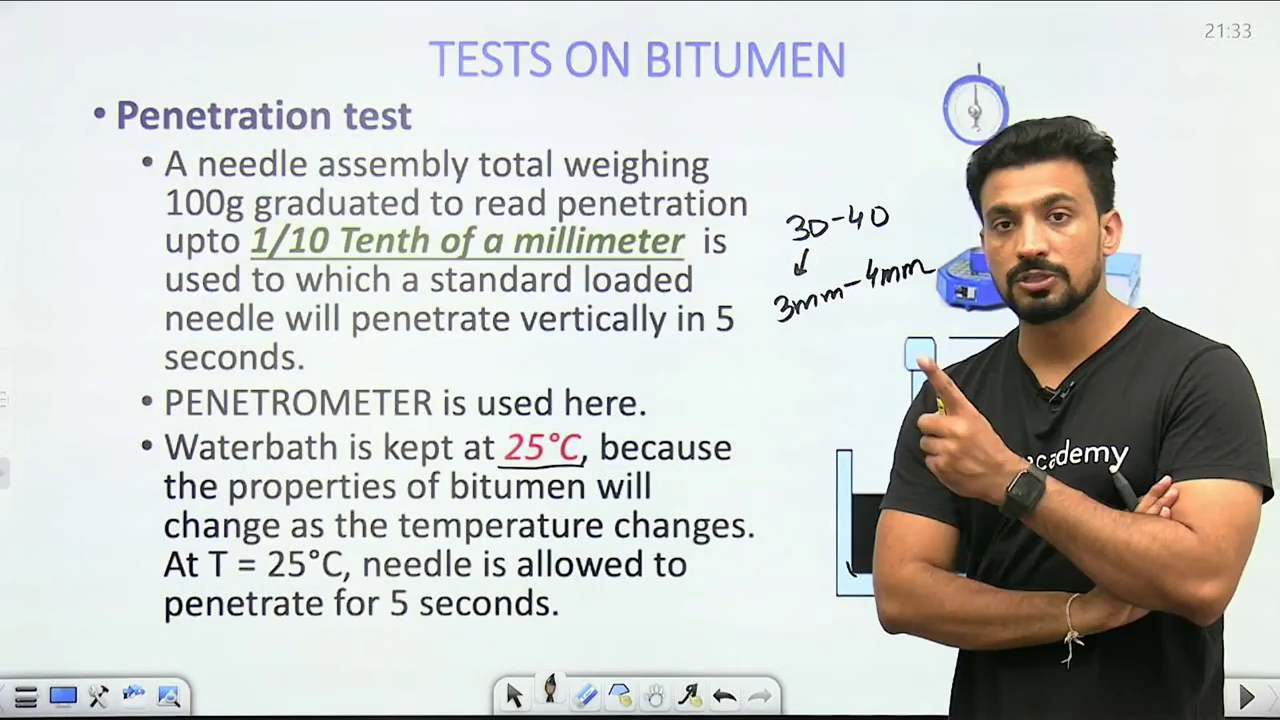 21:33
TESTS ON BITUMEN
• Penetration test
• A needle assembly total weighing
100g graduated to read penetration
upto 1/10 Tenth of a millimeter is
used to which a standard loaded
needle will penetrate vertically in 5
seconds.
• PENETROMETER is used here.
• Waterbath is kept at 25°C, because
the properties of bitumen will
change as the temperature changes.
At T = 25°C, needle is allowed to
penetrate for 5 seconds.
30-40
3mm-4mm
academy